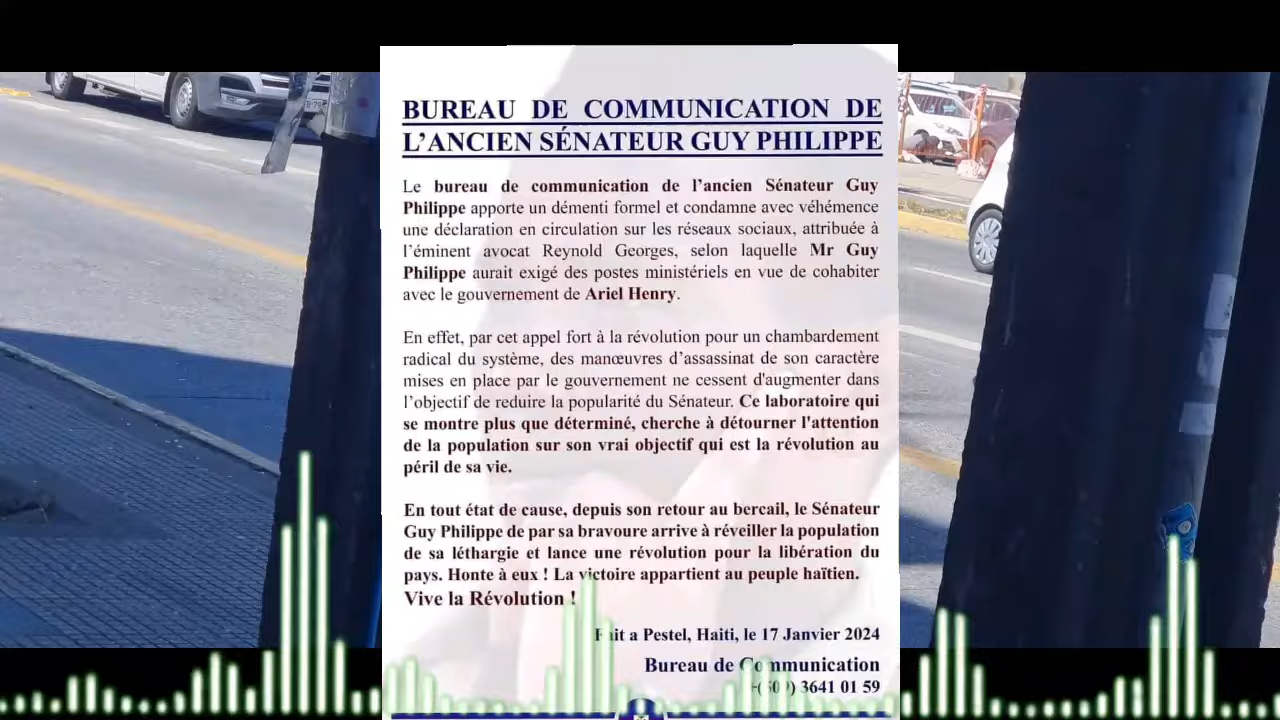 BUREAU DE COMMUNICATION DE
L'ANCIEN SÉNATEUR GUY PHILIPPE
Le bureau de communication de l'ancien Sénateur Guy
Philippe apporte un démenti formel et condamne avec véhémence
une déclaration en circulation sur les réseaux sociaux, attribuée à
l'éminent avocat Reynold Georges, selon laquelle Mr Guy
Philippe aurait exigé des postes ministériels en vue de cohabiter
avec le gouvernement de Ariel Henry.
En effet, par cet appel fort à la révolution pour un chambardement
radical du système, des manœuvres d'assassinat de son caractère
mises en place par le gouvernement ne cessent d'augmenter dans
l'objectif de reduire la popularité du Sénateur. Ce laboratoire qui
se montre plus que déterminé, cherche à détourner l'attention
de la population sur son vrai objectif qui est la révolution au
péril de sa vie.
En tout état de cause, depuis son retour au bercail, le Sénateur
Guy Philippe de par sa bravoure arrive à réveiller la population
de sa léthargie et lance une révolution pour la libération du
pays. Honte à eux ! La victoire appartient au peuple haïtien.
Vive la Révolution !
Fait a Pestel, Haiti, le 17 Janvier 2024
Bureau de Communication
3641 01 59